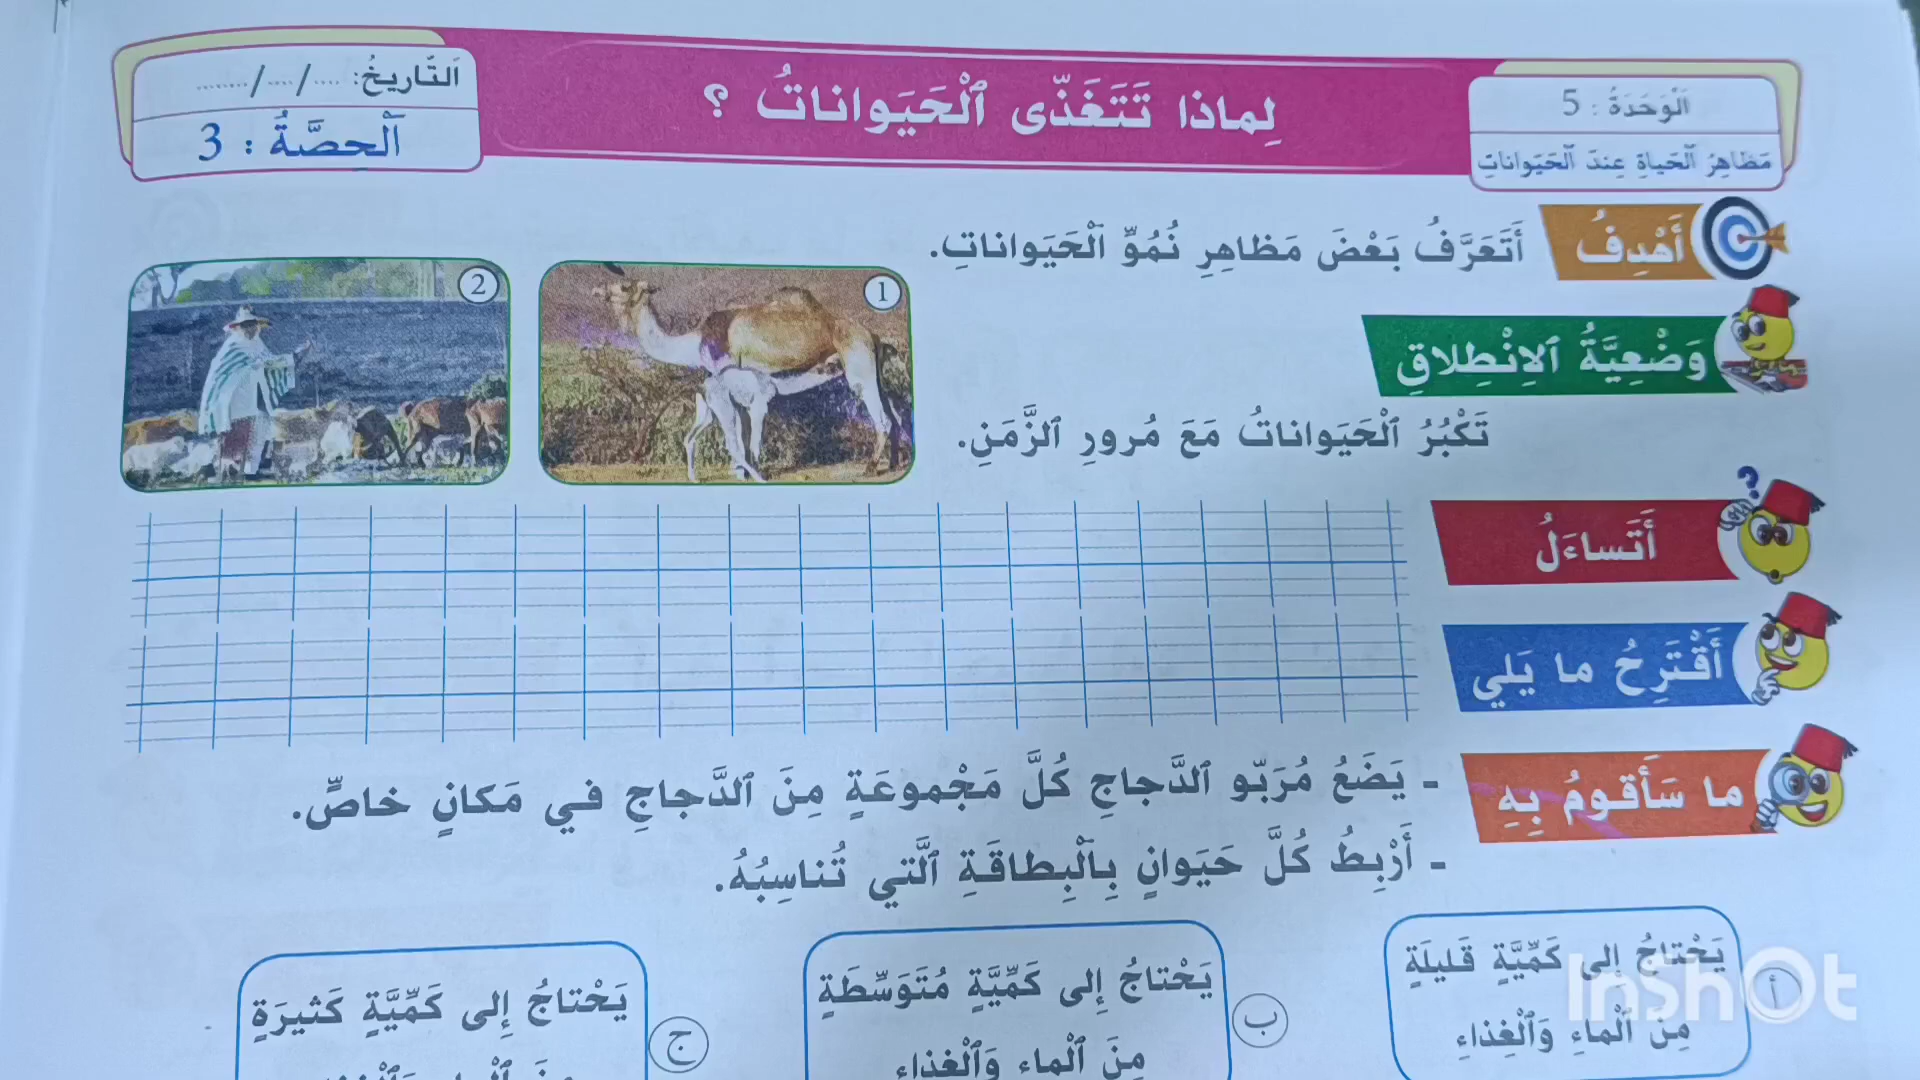 اَلْوَحَدَةُ : 5
مَظاهِرُ ٱلْحَياةِ عِندَ ٱلْحَيَواناتِ
لِماذا تَتَغَذّى ٱلْحَيَواناتُ ؟
اَلتّاريخُ: ..../..../........
اَلْحِصَّةُ : 3
أَهْدِفُ
أَتَعَرَّفُ بَعْضَ مَظاهِرِ نُمُوِّ ٱلْحَيَواناتِ.
1
2
وَضْعِيَّةُ ٱلِانْطِلاقِ
تَكْبُرُ ٱلْحَيَواناتُ مَعَ مُرورِ ٱلزَّمَنِ.
أَتَساءَلُ
أَقْتَرِحُ ما يَلي
ما سَأَقومُ بِهِ
- يَضَعُ مُرَبّو ٱلدَّجاجِ كُلَّ مَجْموعَةٍ مِنَ ٱلدَّجاجِ في مَكانٍ خاصٍّ.
- أَرْبِطُ كُلَّ حَيَوانٍ بِٱلْبِطاقَةِ ٱلَّتي تُناسِبُهُ.
أ
يَحْتاجُ إِلى كَمِّيَّةٍ قَليلَةٍ
مِنَ ٱلْماءِ وَٱلْغِذاءِ
ب
يَحْتاجُ إِلى كَمِّيَّةٍ مُتَوَسِّطَةٍ
مِنَ ٱلْماءِ وَٱلْغِذاءِ
ج
يَحْتاجُ إِلى كَمِّيَّةٍ كَثيرَةٍ
InShOt